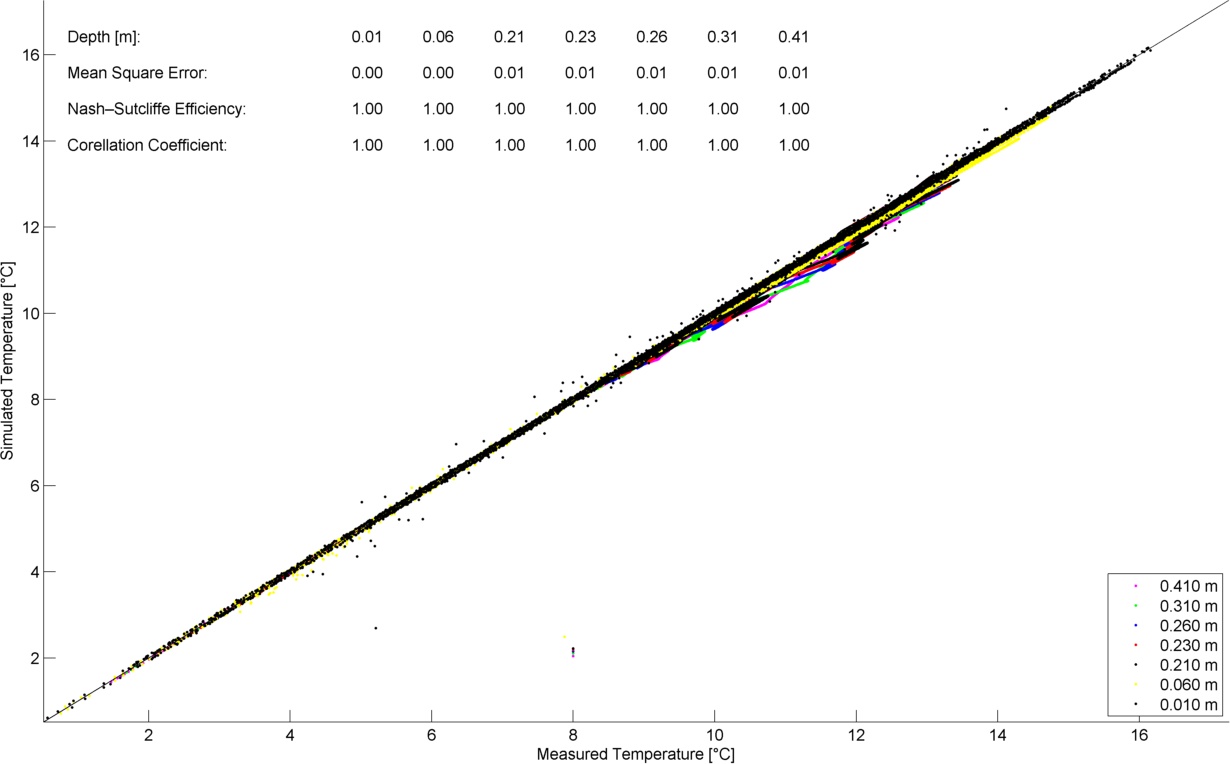 Depth [m]: 0.01 0.06 0.21 0.23 0.26 0.31 0.41
Mean Square Error: 0.00 0.00 0.01 0.01 0.01 0.01 0.01
Nash–Sutcliffe Efficiency: 1.00 1.00 1.00 1.00 1.00 1.00 1.00
Corellation Coefficient: 1.00 1.00 1.00 1.00 1.00 1.00 1.00
16
14
12
10
8
6
4
2
Simulated Temperature [°C]
0.410 m
0.310 m
0.260 m
0.230 m
0.210 m
0.060 m
0.010 m
2 4 6 8 10 12 14 16
Measured Temperature [°C]